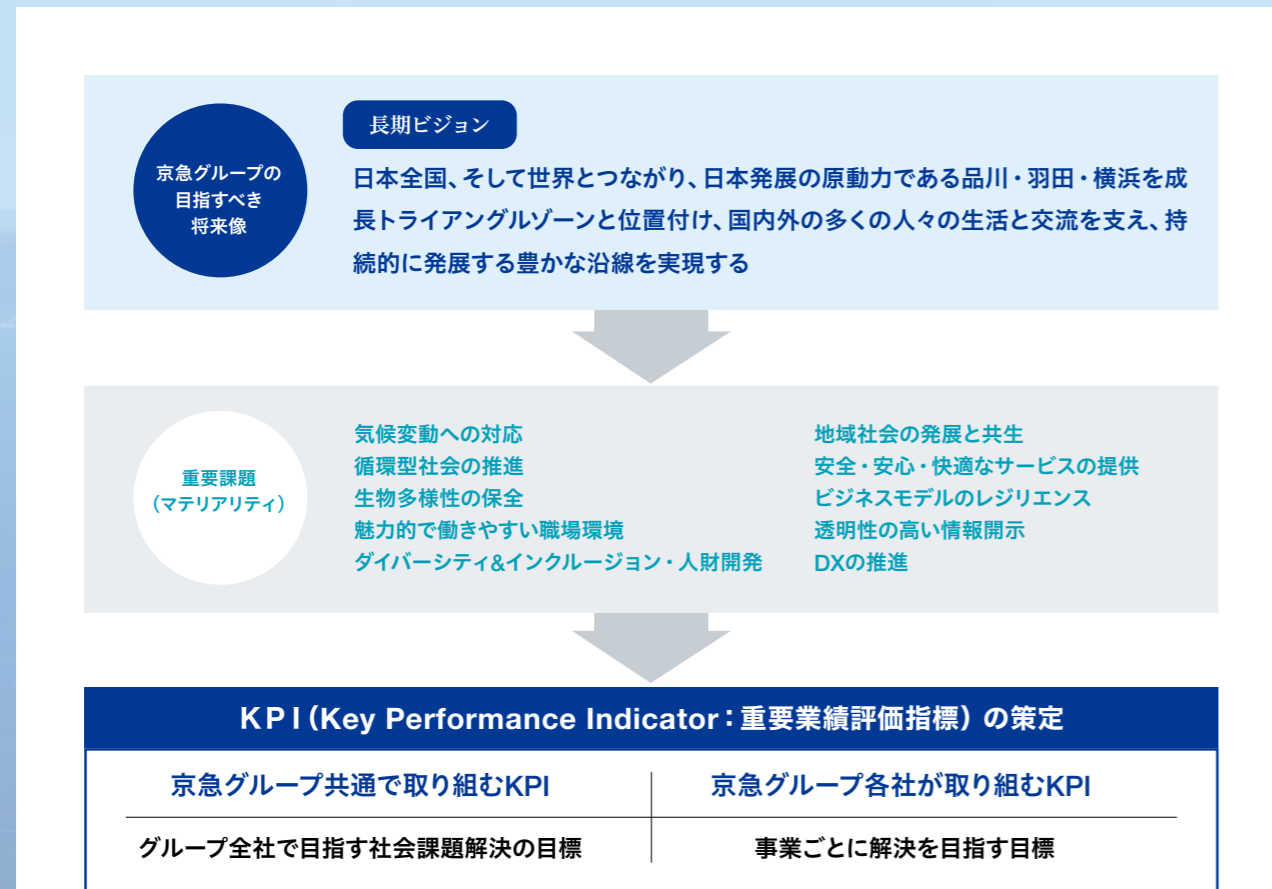 京急グループの
目指すべき
将来像
長期ビジョン
日本全国、そして世界とつながり、日本発展の原動力である品川・羽田・横浜を成
長トライアングルゾーンと位置付け、国内外の多くの人々の生活と交流を支え、持
続的に発展する豊かな沿線を実現する
重要課題
（マテリアリティ）
気候変動への対応
循環型社会の推進
生物多様性の保全
魅力的で働きやすい職場環境
ダイバーシティ&インクルージョン・人財開発
地域社会の発展と共生
安全・安心・快適なサービスの提供
ビジネスモデルのレジリエンス
透明性の高い情報開示
DXの推進
KPI（Key Performance Indicator：重要業績評価指標）の策定
京急グループ共通で取り組むKPI
グループ全社で目指す社会課題解決の目標
京急グループ各社が取り組むKPI
事業ごとに解決を目指す目標